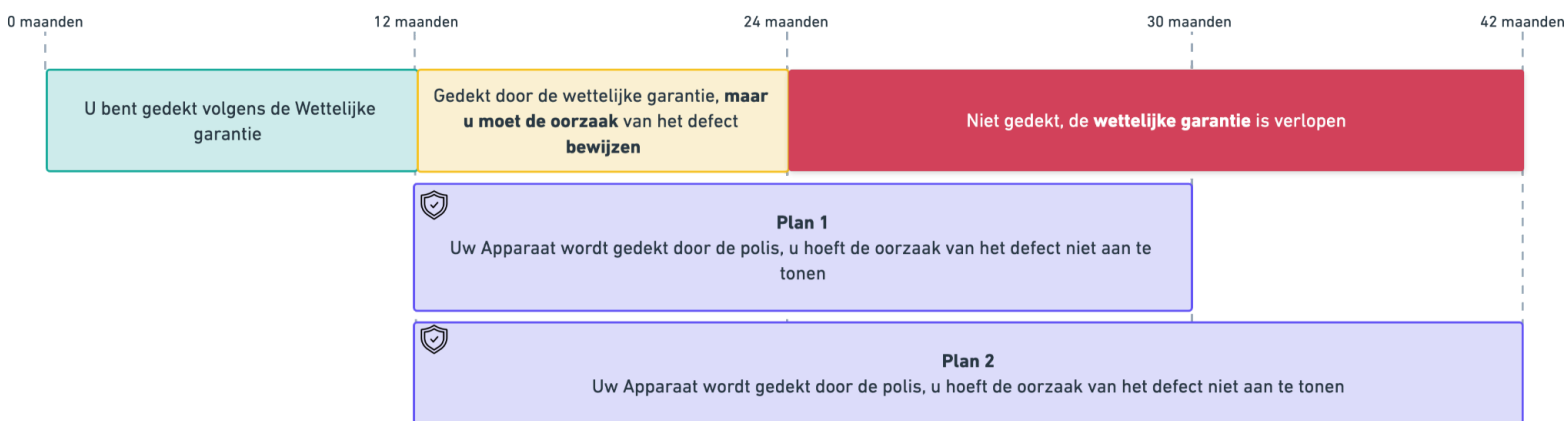 0 maanden 12 maanden 24 maanden 30 maanden 42 maanden
U bent gedekt volgens de Wettelijke
garantie
Gedekt door de wettelijke garantie, maar
u moet de oorzaak van het defect
bewijzen
Niet gedekt, de wettelijke garantie is verlopen
Plan 1
Uw Apparaat wordt gedekt door de polis, u hoeft de oorzaak van het defect niet aan te
tonen
Plan 2
Uw Apparaat wordt gedekt door de polis, u hoeft de oorzaak van het defect niet aan te tonen